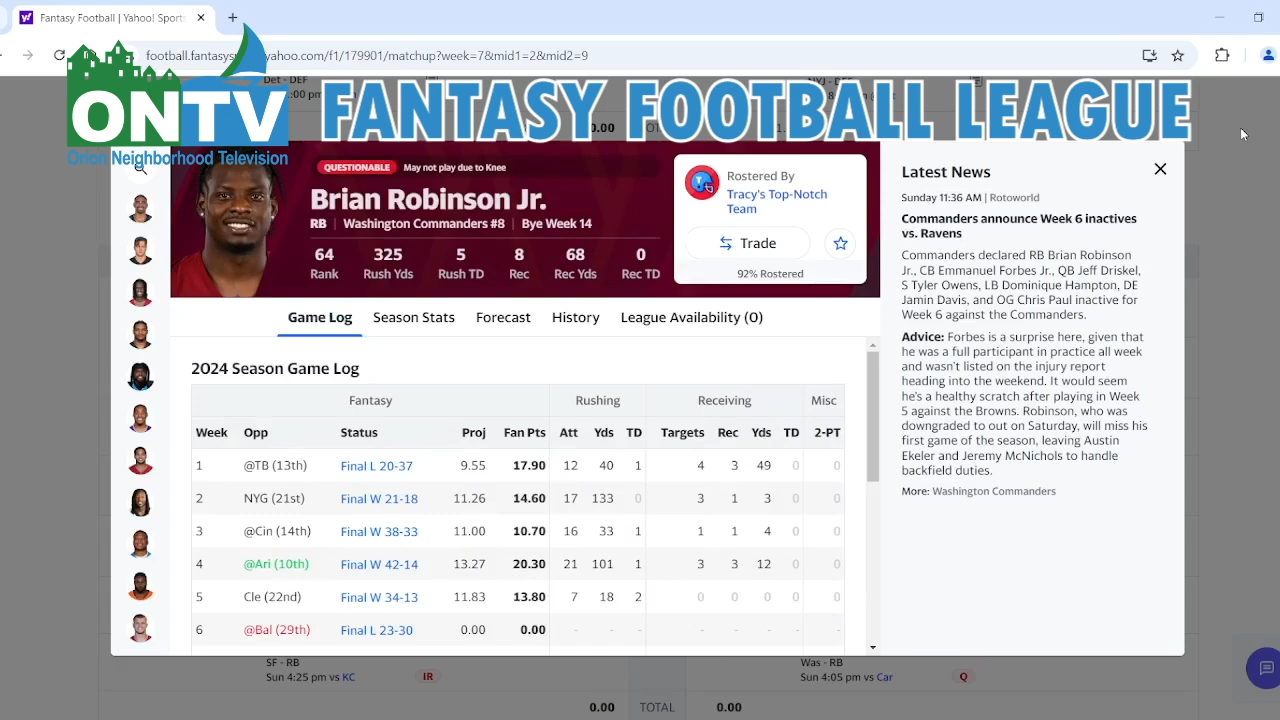 Fantasy Football | Yahoo! Sports
football.fantasys
yahoo.com/f1/179901/matchup?week=7&mid1=2&mid2=9
ONTV
Orion Neighborhood Television
FANTASY FOOTBALL LEAGUE
Det - DEF
NYJ - DEF
QUESTIONABLE May not play due to Knee
Brian Robinson Jr.
RB | Washington Commanders #8 | Bye Week 14
64 325 5 8 68 0
Rank Rush Yds Rush TD Rec Rec Yds Rec TD
Rostered By
Tracy's Top-Notch
Team
Trade
92% Rostered
Game Log Season Stats Forecast History League Availability (0)
2024 Season Game Log
Fantasy Rushing Receiving Misc
Week Opp Status Proj Fan Pts Att Yds TD Targets Rec Yds TD 2-PT
1 @TB (13th) Final L 20-37 9.55 17.90 12 40 1 4 3 49 0 0
2 NYG (21st) Final W 21-18 11.26 14.60 17 133 0 3 1 3 0 0
3 @Cin (14th) Final W 38-33 11.00 10.70 16 33 1 1 1 4 0 0
4 @Ari (10th) Final W 42-14 13.27 20.30 21 101 1 3 3 12 0 0
5 Cle (22nd) Final W 34-13 11.83 13.80 7 18 2 0 0 0 0 0
6 @Bal (29th) Final L 23-30 0.00 0.00 - - - - - - - -
Latest News
Sunday 11:36 AM | Rotoworld
Commanders announce Week 6 inactives
vs. Ravens
Commanders declared RB Brian Robinson
Jr., CB Emmanuel Forbes Jr., QB Jeff Driskel,
S Tyler Owens, LB Dominique Hampton, DE
Jamin Davis, and OG Chris Paul inactive for
Week 6 against the Commanders.
Advice: Forbes is a surprise here, given that
he was a full participant in practice all week
and wasn't listed on the injury report
heading into the weekend. It would seem
he's a healthy scratch after playing in Week
5 against the Browns. Robinson, who was
downgraded to out on Saturday, will miss his
first game of the season, leaving Austin
Ekeler and Jeremy McNichols to handle
backfield duties.
More: Washington Commanders
SF - RB
Sun 4:25 pm vs KC IR
Was - RB
Sun 4:05 pm vs Car Q
0.00 TOTAL 0.00